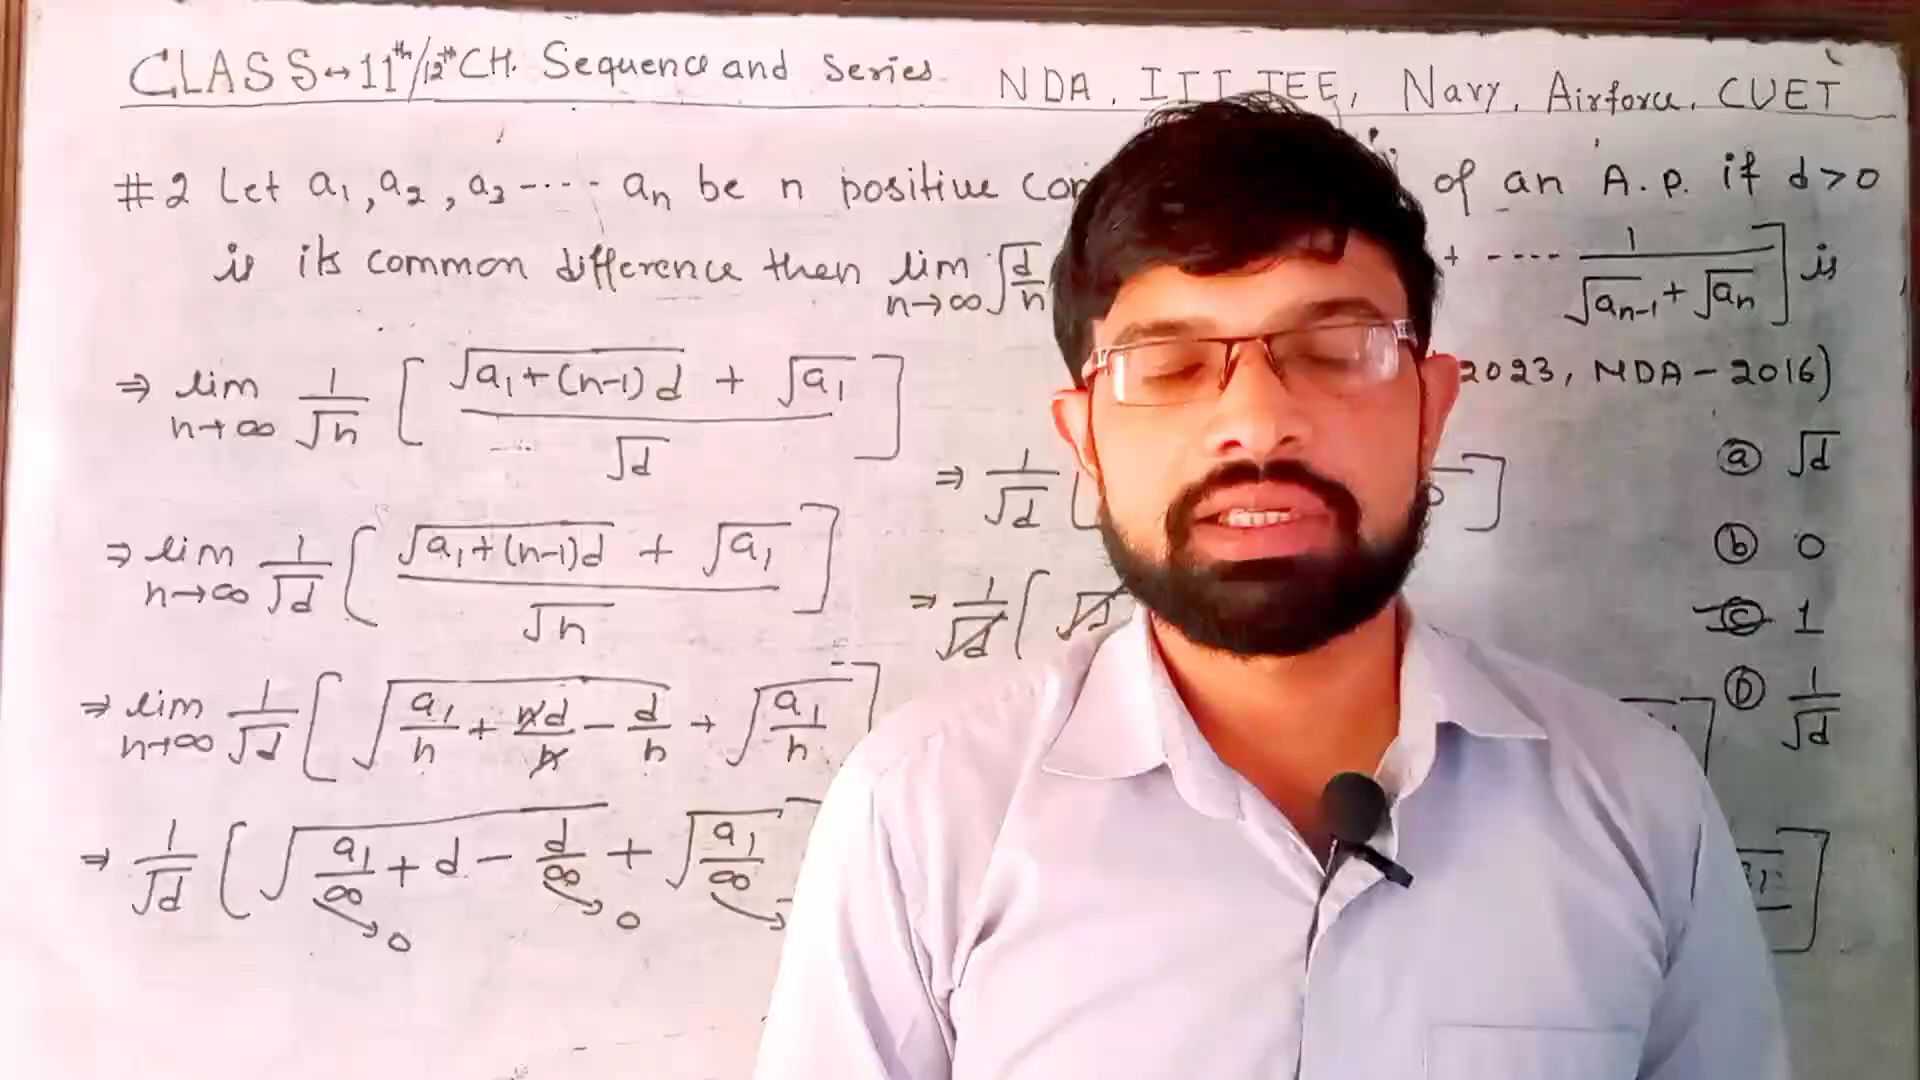 CLASS → 11th/12th CH. Sequence and Series NDA, IIT JEE, Navy, Airforce, CUET
#2 Let a₁, a₂, a₃ ---- aₙ be n positive of an A.P. if d>0
is its common difference then lim n→∞ √(d/n) + ---- 1/(√aₙ₋₁ + √aₙ) ] is
2023, NDA - 2016)
⇒ lim n→∞ 1/√n [ (√(a₁+(n-1)d) + √a₁)/√d ]
(a) √d
⇒ 1/√d [ ]
⇒ lim n→∞ 1/√d [ (√(a₁+(n-1)d) + √a₁)/√n ]
(b) 0
⇒ 1/√d (√d
(c) 1
⇒ lim n→∞ 1/√d [ √(a₁/n + nd/n - d/n) + √(a₁/n) ]
(D) 1/√d
⇒ 1/√d [ √(a₁/∞ + d - d/∞) + √(a₁/∞)
0 0